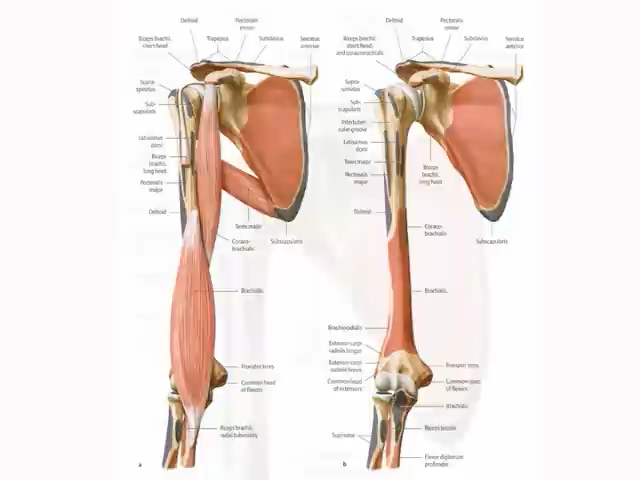 Deltoid
Pectoralis
minor
Biceps brachii,
short head
Trapezius
Subclavius
Serratus
anterior
Supra-
spinatus
Sub-
scapularis
Latissimus
dorsi
Biceps
brachii,
long head
Pectoralis
major
Deltoid
Teres major
Coraco-
brachialis
Subscapularis
Brachialis
Pronator teres
Common head
of flexors
Biceps brachii,
radial tuberosity
a
Deltoid
Pectoralis
minor
Biceps brachii,
short head,
and coracobrachialis
Trapezius
Subclavius
Serratus
anterior
Supra-
spinatus
Sub-
scapularis
Intertuber-
cular groove
Latissimus
dorsi
Teres major
Pectoralis
major
Biceps
brachii,
long head
Deltoid
Coraco-
brachialis
Subscapularis
Brachialis
Brachioradialis
Extensor carpi
radialis longus
Extensor carpi
radialis brevis
Common head
of extensors
Pronator teres
Common head
of flexors
Brachialis
Biceps brachii
Supinator
Flexor digitorum
profundus
b